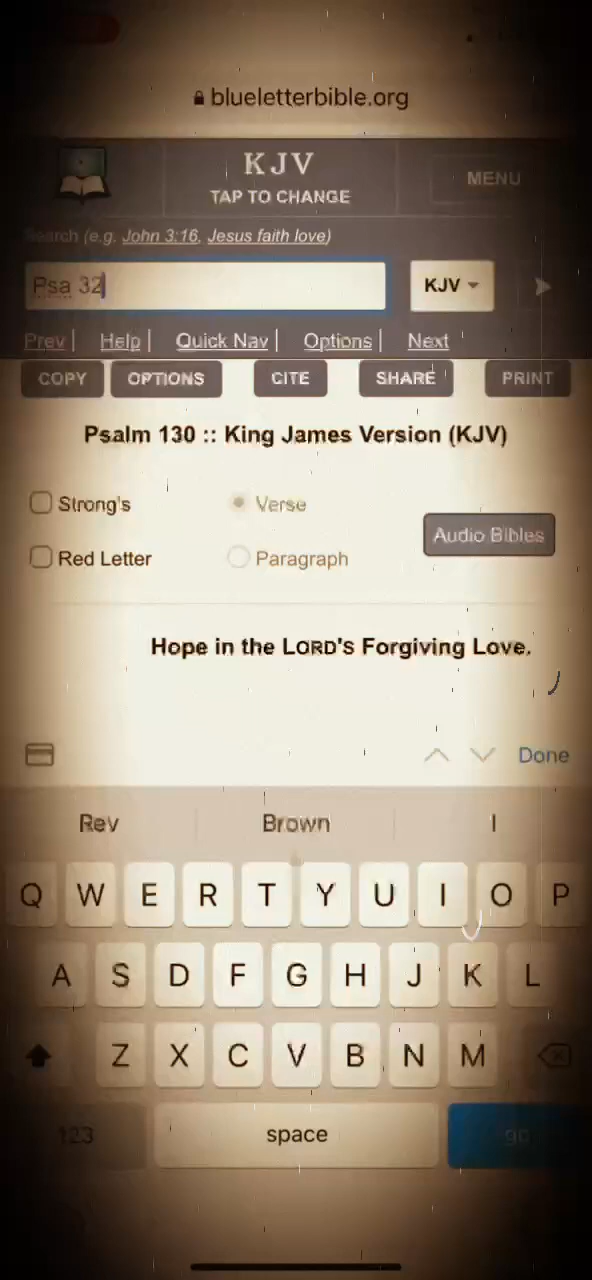 blueletterbible.org
KJV
TAP TO CHANGE
MENU
Search (e.g. John 3:16, Jesus faith love)
Psa 32
KJV
Prev | Help | Quick Nav | Options | Next
COPY OPTIONS CITE SHARE PRINT
Psalm 130 :: King James Version (KJV)
Strong's Verse
Audio Bibles
Red Letter Paragraph
Hope in the LORD'S Forgiving Love.
Done
Rev Brown I
Q W E R T Y U I O P
A S D F G H J K L
Z X C V B N M
123 space go